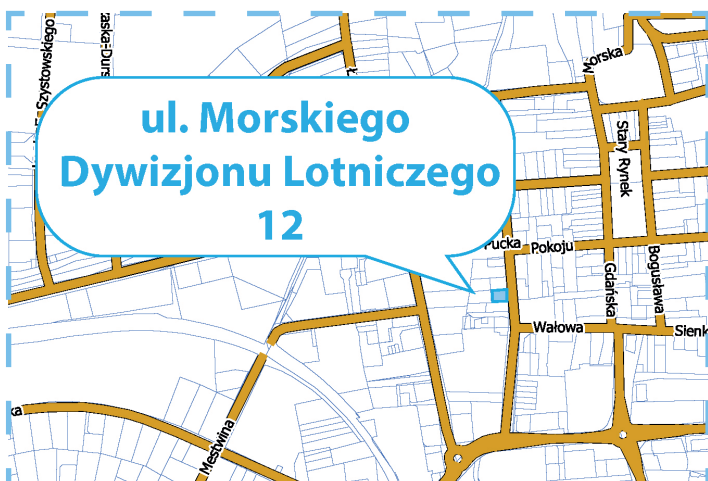 ul. Morskiego
Dywizjonu Lotniczego
12
Szystowskiego
Morska
Stary Rynek
Pucka
Pokoju
Gdańska
Bogusława
Wałowa
Sienk
Mestwina